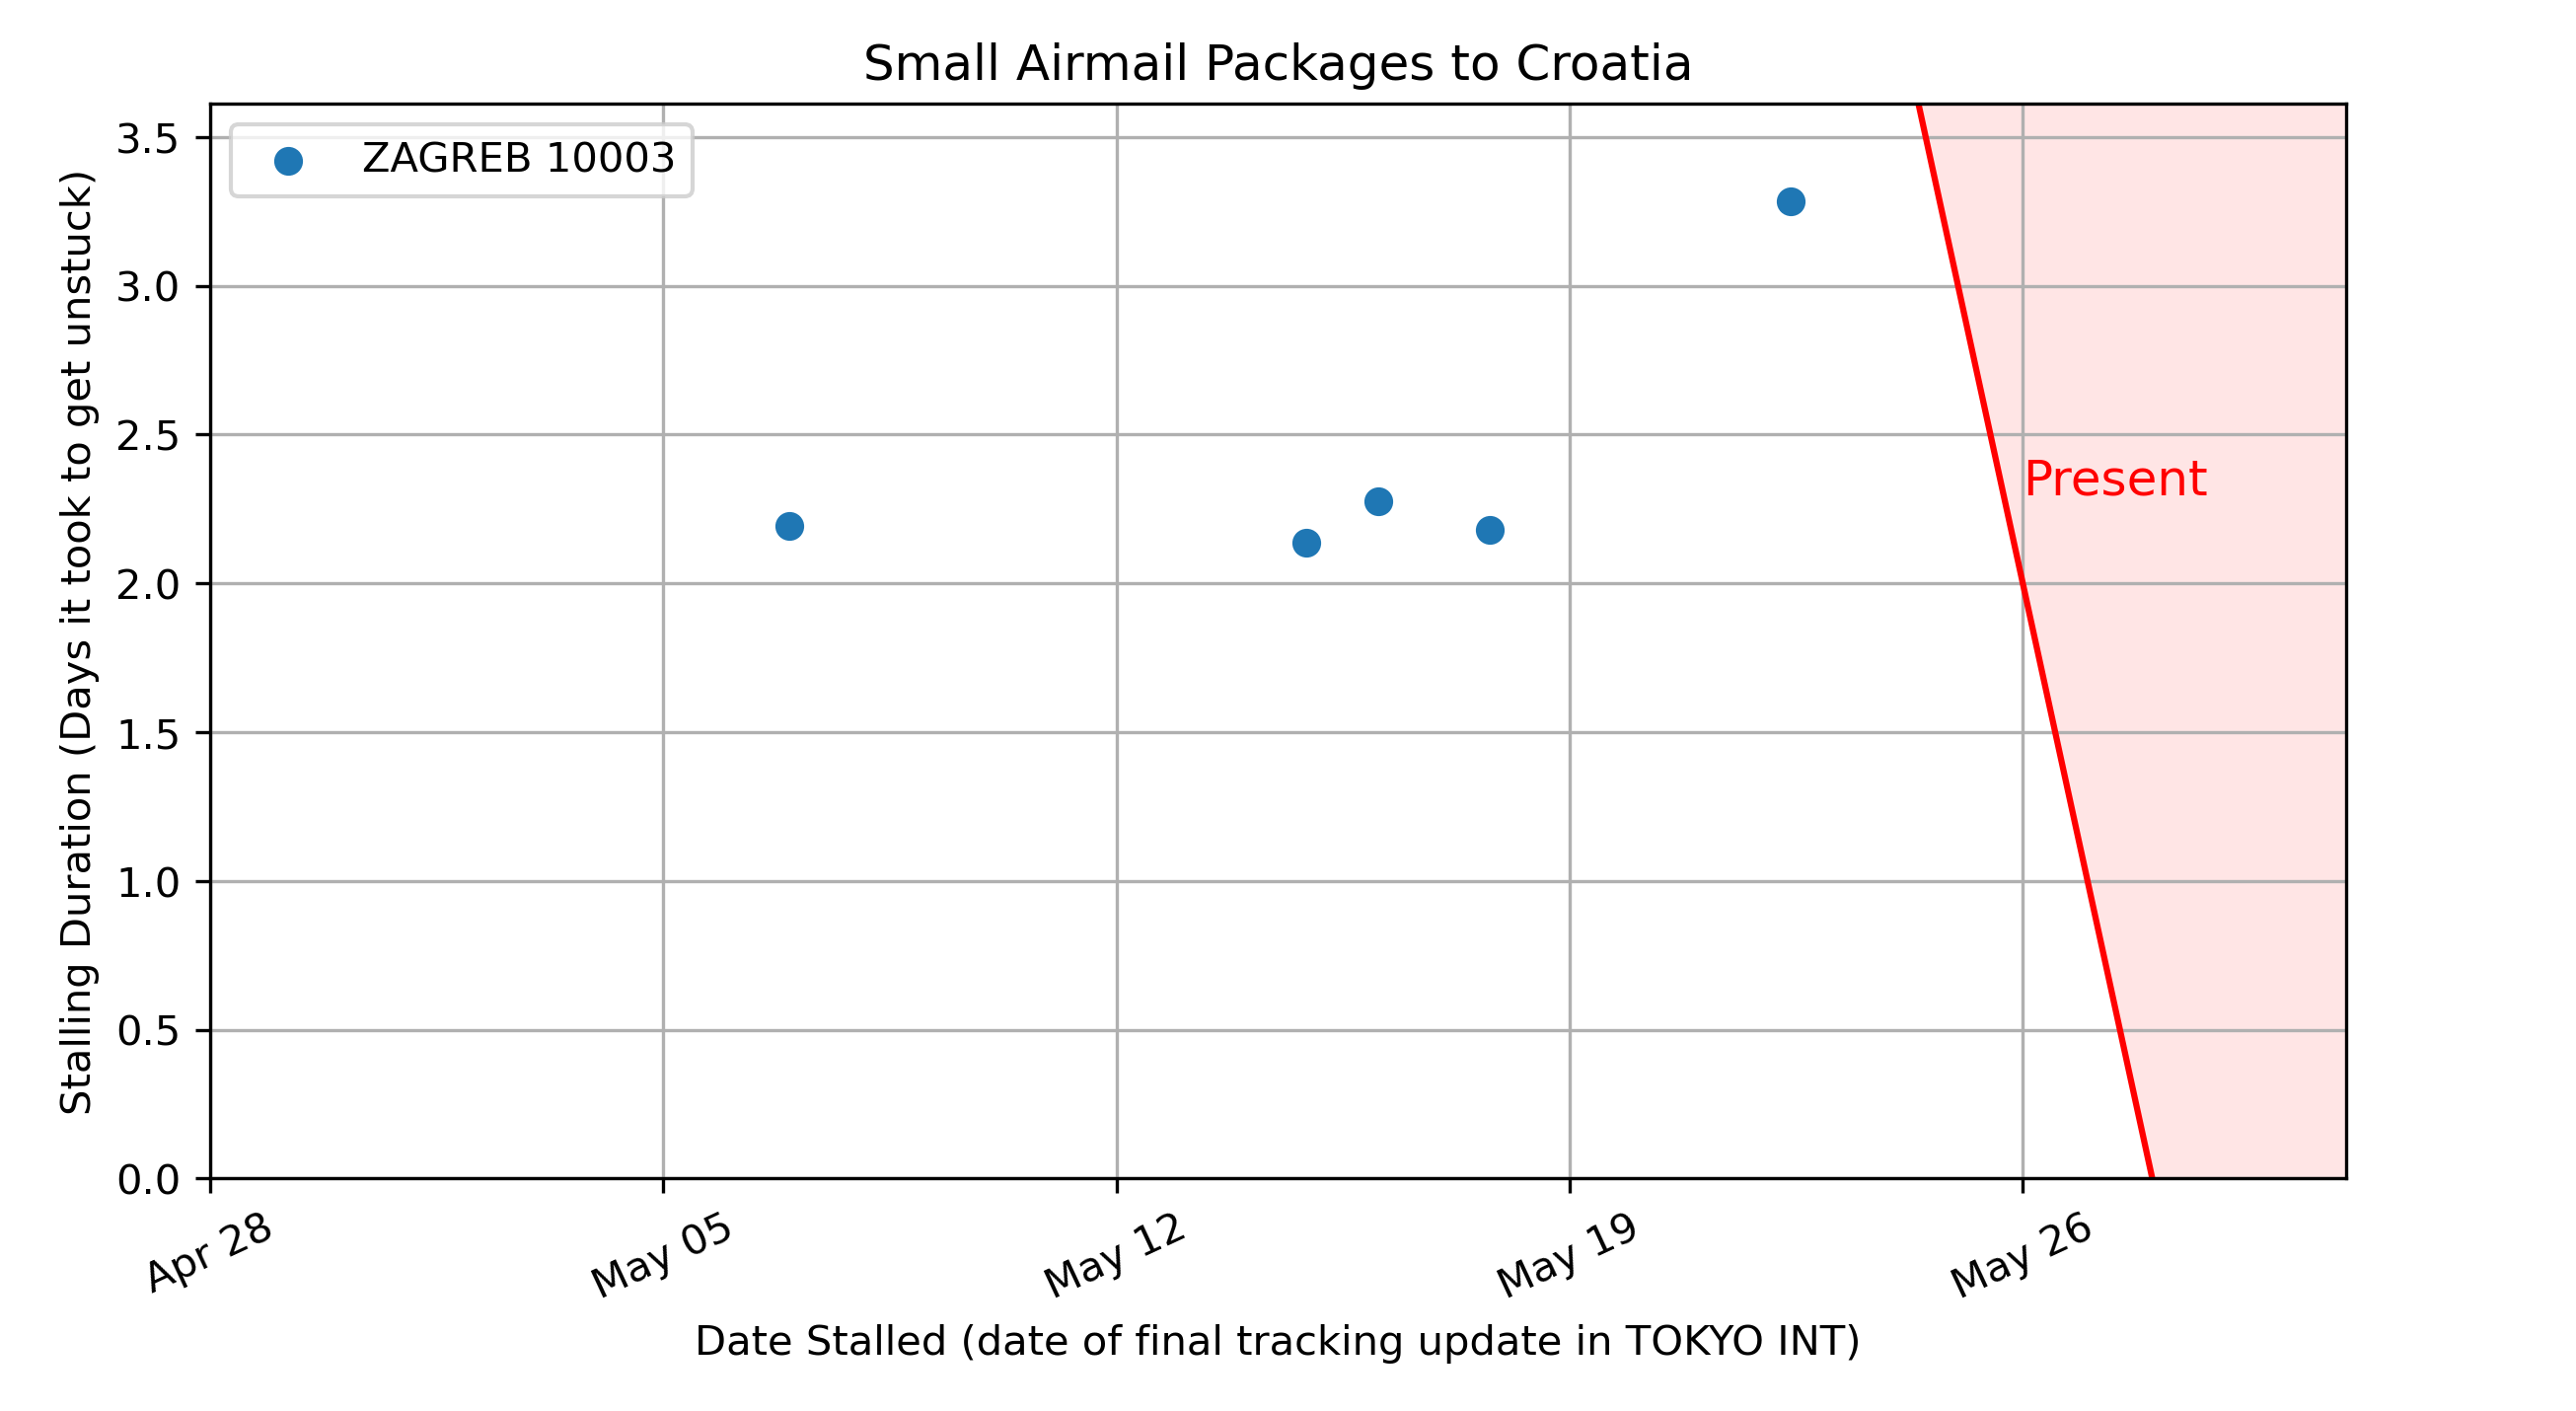 Small Airmail Packages to Croatia
ZAGREB 10003
Stalling Duration (Days it took to get unstuck)
3.5
3.0
2.5
2.0
1.5
1.0
0.5
0.0
Present
Apr 28
May 05
May 12
May 19
May 26
Date Stalled (date of final tracking update in TOKYO INT)